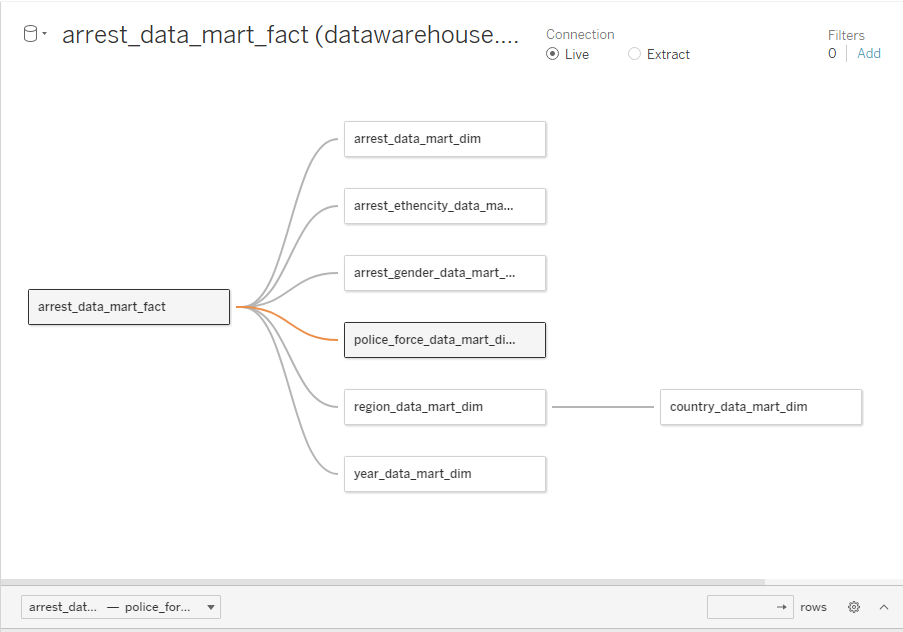 arrest_data_mart_fact (datawarehouse....
Connection
Live
Extract
Filters
0
Add
arrest_data_mart_dim
arrest_ethencity_data_ma...
arrest_gender_data_mart_...
arrest_data_mart_fact
police_force_data_mart_di...
region_data_mart_dim
country_data_mart_dim
year_data_mart_dim
arrest_dat... — police_for...
rows